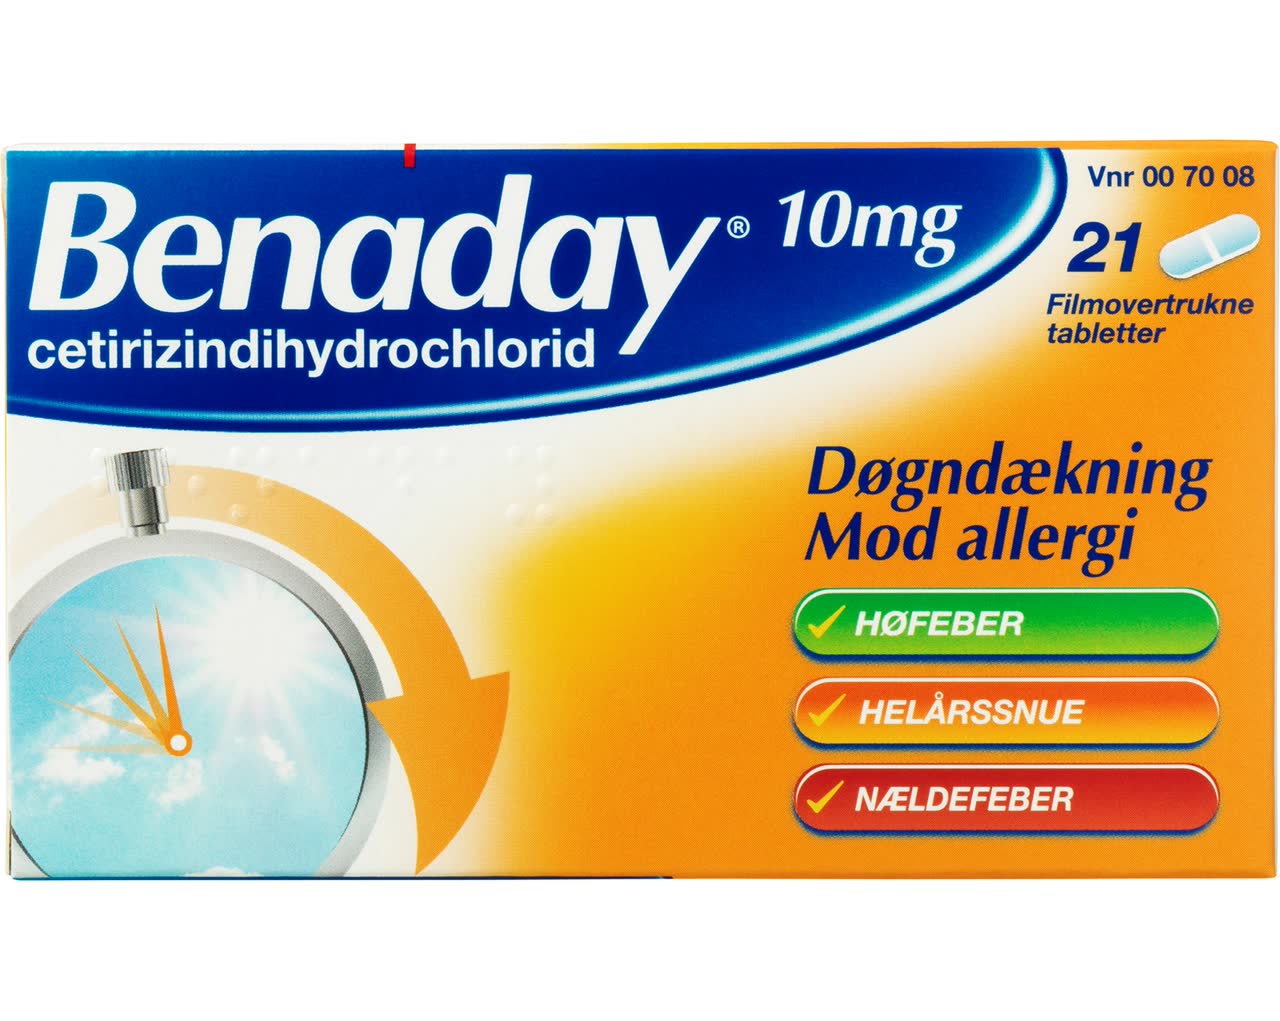 Benaday® 10mg
cetirizindihydrochlorid
Vnr 00 70 08
21
Filmovertrukne
tabletter
Døgndækning
Mod allergi
HØFEBER
HELÅRSSNUE
NÆLDEFEBER